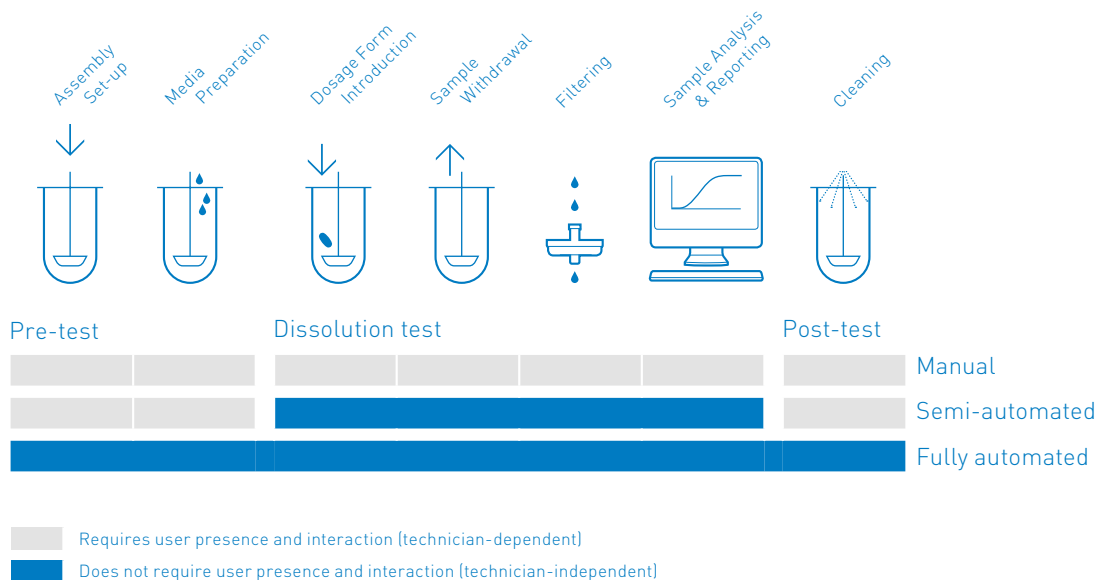 Assembly
Set-up
Media
Preparation
Dosage Form
Introduction
Sample
Withdrawal
Filtering
Sample Analysis
& Reporting
Cleaning
Pre-test
Dissolution test
Post-test
Manual
Semi-automated
Fully automated
Requires user presence and interaction (technician-dependent)
Does not require user presence and interaction (technician-independent)